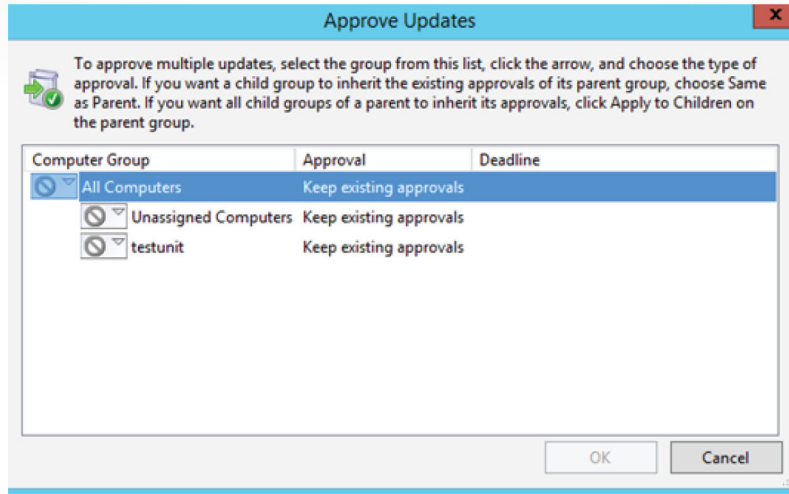 Approve Updates
x
To approve multiple updates, select the group from this list, click the arrow, and choose the type of
approval. If you want a child group to inherit the existing approvals of its parent group, choose Same
as Parent. If you want all child groups of a parent to inherit its approvals, click Apply to Children on
the parent group.
Computer Group Approval Deadline
All Computers Keep existing approvals
Unassigned Computers Keep existing approvals
testunit Keep existing approvals
OK Cancel